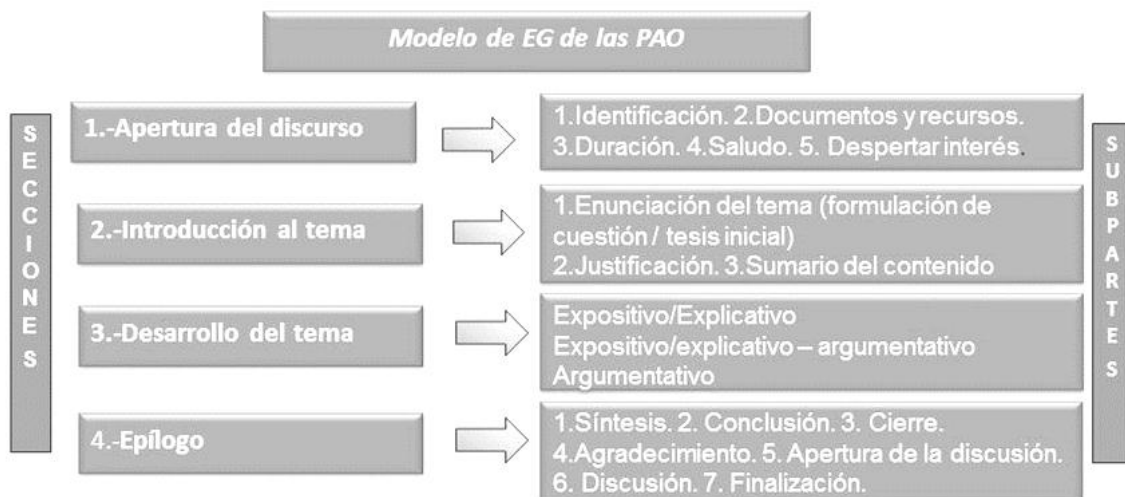 Modelo de EG de las PAO
SECCIONES
1.-Apertura del discurso
1.Identificación. 2.Documentos y recursos.
3.Duración. 4.Saludo. 5. Despertar interés.
2.-Introducción al tema
1.Enunciación del tema (formulación de
cuestión / tesis inicial)
2.Justificación. 3.Sumario del contenido
3.-Desarrollo del tema
Expositivo/Explicativo
Expositivo/explicativo – argumentativo
Argumentativo
4.-Epílogo
1.Síntesis. 2. Conclusión. 3. Cierre.
4.Agradecimiento. 5. Apertura de la discusión.
6. Discusión. 7. Finalización.
SUBPARTES